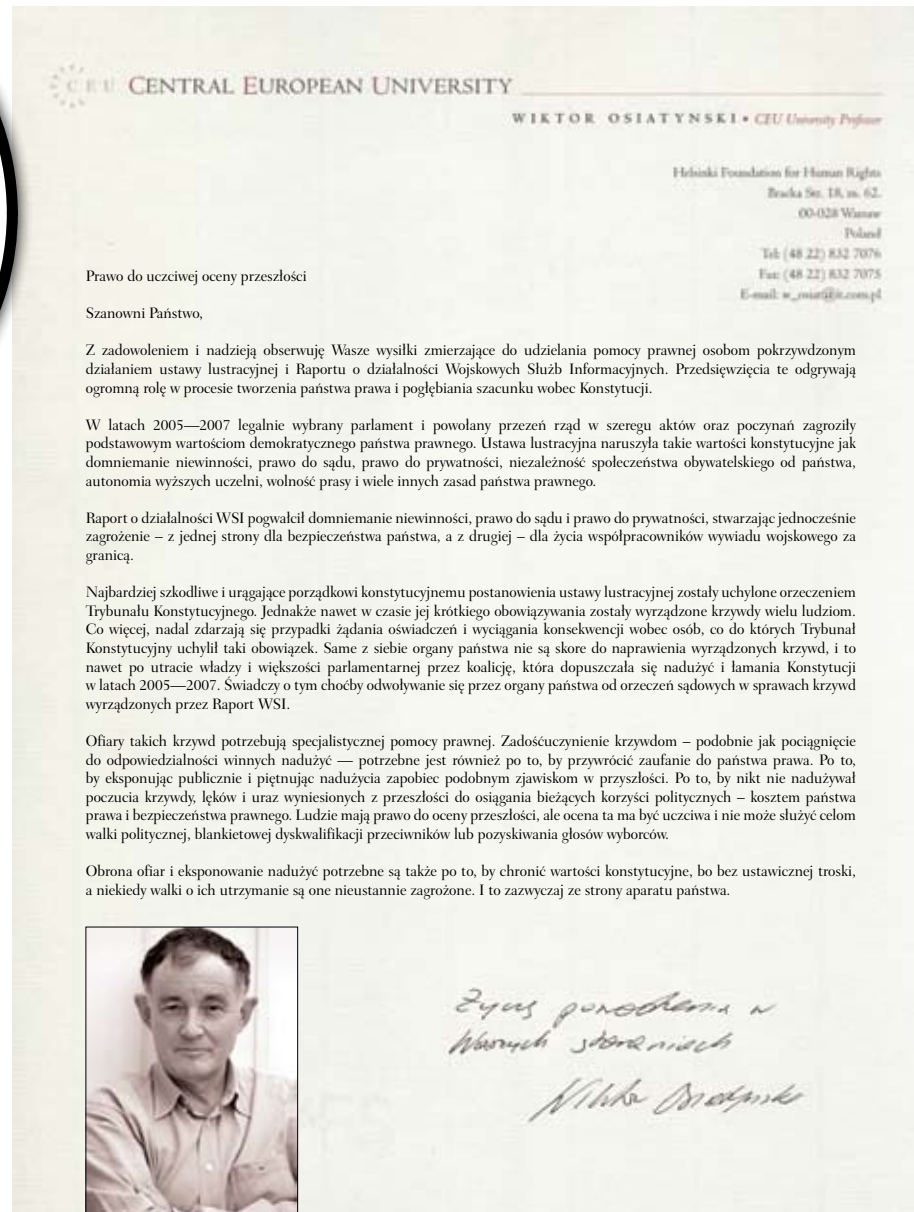 CEU CENTRAL EUROPEAN UNIVERSITY
WIKTOR OSIATYNSKI • CEU University Professor
Helsinki Foundation for Human Rights
Bracka Str. 18, m. 62.
00-028 Warsaw
Poland
Tel: (48 22) 832 7076
Fax: (48 22) 832 7075
E-mail: w_osiat@it.com.pl
Prawo do uczciwej oceny przeszłości
Szanowni Państwo,
Z zadowoleniem i nadzieją obserwuję Wasze wysiłki zmierzające do udzielania pomocy prawnej osobom pokrzywdzonym
działaniem ustawy lustracyjnej i Raportu o działalności Wojskowych Służb Informacyjnych. Przedsięwzięcia te odgrywają
ogromną rolę w procesie tworzenia państwa prawa i pogłębiania szacunku wobec Konstytucji.
W latach 2005—2007 legalnie wybrany parlament i powołany przezeń rząd w szeregu aktów oraz poczynań zagroziły
podstawowym wartościom demokratycznego państwa prawnego. Ustawa lustracyjna naruszyła takie wartości konstytucyjne jak
domniemanie niewinności, prawo do sądu, prawo do prywatności, niezależność społeczeństwa obywatelskiego od państwa,
autonomia wyższych uczelni, wolność prasy i wiele innych zasad państwa prawnego.
Raport o działalności WSI pogwałcił domniemanie niewinności, prawo do sądu i prawo do prywatności, stwarzając jednocześnie
zagrożenie – z jednej strony dla bezpieczeństwa państwa, a z drugiej – dla życia współpracowników wywiadu wojskowego za
granicą.
Najbardziej szkodliwe i urągające porządkowi konstytucyjnemu postanowienia ustawy lustracyjnej zostały uchylone orzeczeniem
Trybunału Konstytucyjnego. Jednakże nawet w czasie jej krótkiego obowiązywania zostały wyrządzone krzywdy wielu ludziom.
Co więcej, nadal zdarzają się przypadki żądania oświadczeń i wyciągania konsekwencji wobec osób, co do których Trybunał
Konstytucyjny uchylił taki obowiązek. Same z siebie organy państwa nie są skore do naprawienia wyrządzonych krzywd, i to
nawet po utracie władzy i większości parlamentarnej przez koalicję, która dopuszczała się nadużyć i łamania Konstytucji
w latach 2005—2007. Świadczy o tym choćby odwoływanie się przez organy państwa od orzeczeń sądowych w sprawach krzywd
wyrządzonych przez Raport WSI.
Ofiary takich krzywd potrzebują specjalistycznej pomocy prawnej. Zadośćuczynienie krzywdom – podobnie jak pociągnięcie
do odpowiedzialności winnych nadużyć — potrzebne jest również po to, by przywrócić zaufanie do państwa prawa. Po to,
by eksponując publicznie i piętnując nadużycia zapobiec podobnym zjawiskom w przyszłości. Po to, by nikt nie nadużywał
poczucia krzywdy, lęków i uraz wyniesionych z przeszłości do osiągania bieżących korzyści politycznych – kosztem państwa
prawa i bezpieczeństwa prawnego. Ludzie mają prawo do oceny przeszłości, ale ocena ta ma być uczciwa i nie może służyć celom
walki politycznej, blankietowej dyskwalifikacji przeciwników lub pozyskiwania głosów wyborców.
Obrona ofiar i eksponowanie nadużyć potrzebne są także po to, by chronić wartości konstytucyjne, bo bez ustawicznej troski,
a niekiedy walki o ich utrzymanie są one nieustannie zagrożone. I to zazwyczaj ze strony aparatu państwa.
Życzę powodzenia w
Waszych staraniach
Wiktor Osiatyński